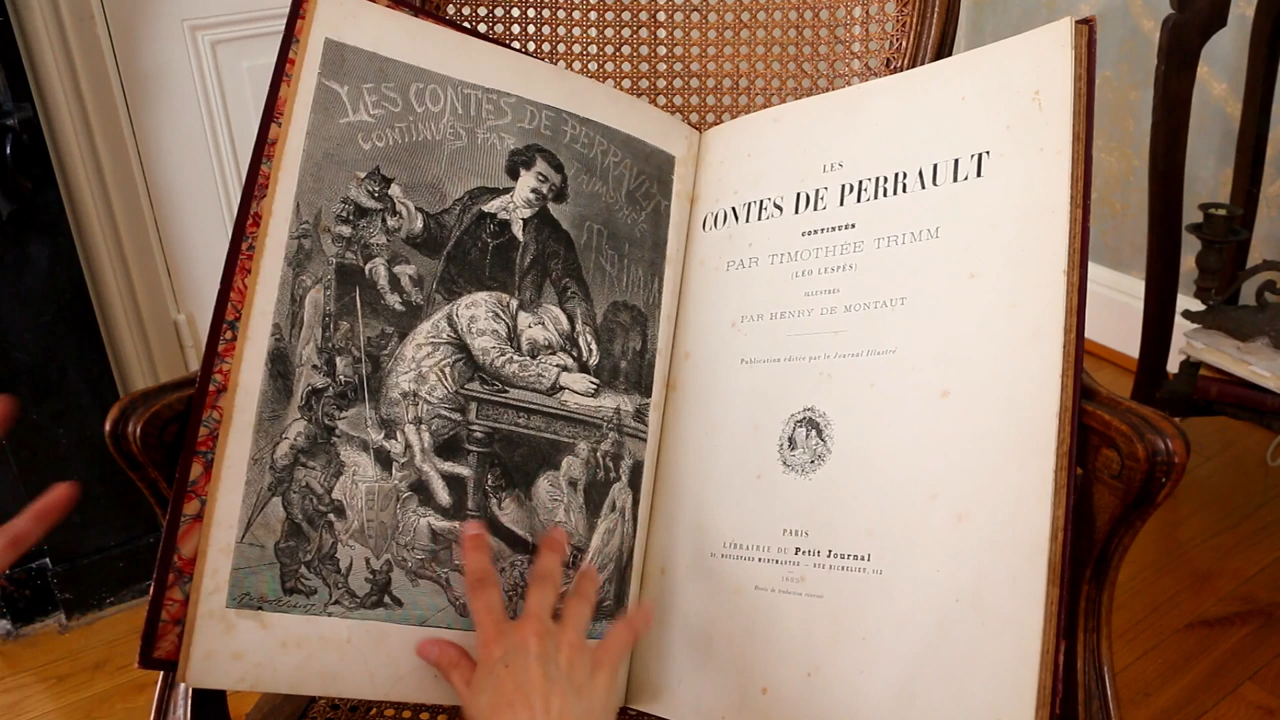 LES CONTES DE PERRAULT
CONTINUÉS PAR
TIMOTHÉE
TRIMM
LES
CONTES DE PERRAULT
CONTINUÉS
PAR TIMOTHÉE TRIMM
(LÉO LESPÈS)
ILLUSTRÉS
PAR HENRY DE MONTAUT
Publication éditée par le Journal Illustré
PARIS
LIBRAIRIE DU Petit Journal
21, BOULEVARD MONTMARTRE — RUE RICHELIEU, 112
1865
Droits de traduction réservés